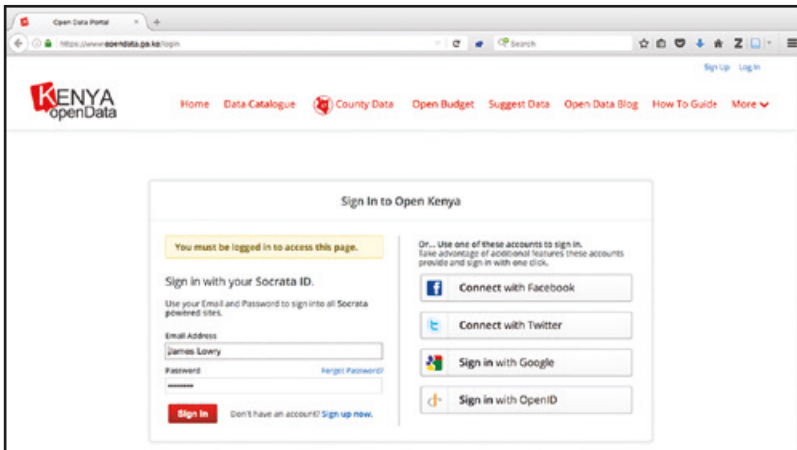 Open Data Portal
https://www.opendata.go.ke/login
Search
Sign Up Log In
KENYA
openData
Home Data Catalogue County Data Open Budget Suggest Data Open Data Blog How To Guide More
Sign In to Open Kenya
You must be logged in to access this page.
Sign in with your Socrata ID.
Use your Email and Password to sign into all Socrata
powered sites.
Email Address
James Lowry
Password Forgot Password?
••••••••
Sign In Don't have an account? Sign up now.
Or... Use one of these accounts to sign in.
Take advantage of additional features these accounts
provide and sign in with one click.
Connect with Facebook
Connect with Twitter
Sign in with Google
Sign in with OpenID